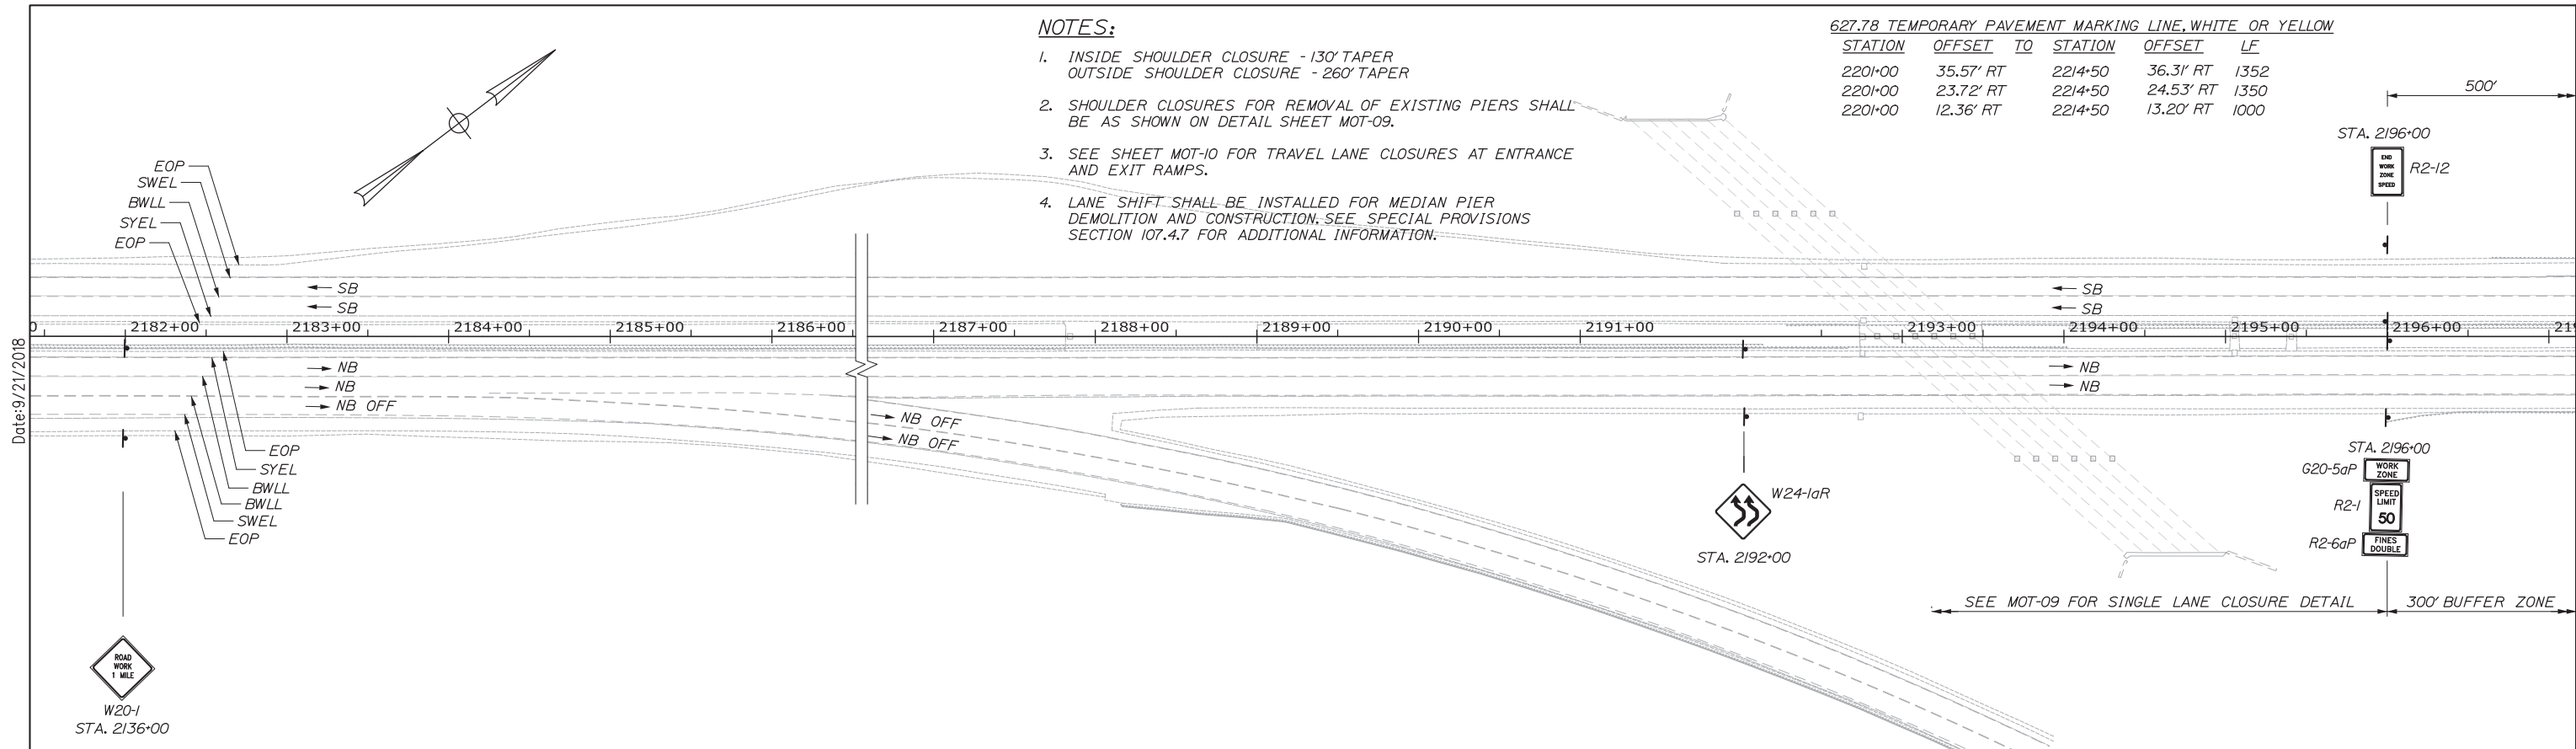 NOTES:
1. INSIDE SHOULDER CLOSURE - 130' TAPER
OUTSIDE SHOULDER CLOSURE - 260' TAPER
2. SHOULDER CLOSURES FOR REMOVAL OF EXISTING PIERS SHALL
BE AS SHOWN ON DETAIL SHEET MOT-09.
3. SEE SHEET MOT-10 FOR TRAVEL LANE CLOSURES AT ENTRANCE
AND EXIT RAMPS.
4. LANE SHIFT SHALL BE INSTALLED FOR MEDIAN PIER
DEMOLITION AND CONSTRUCTION. SEE SPECIAL PROVISIONS
SECTION 107.4.7 FOR ADDITIONAL INFORMATION.
627.78 TEMPORARY PAVEMENT MARKING LINE, WHITE OR YELLOW
STATION OFFSET TO STATION OFFSET LF
2201+00 35.57' RT 2214+50 36.31' RT 1352
2201+00 23.72' RT 2214+50 24.53' RT 1350
2201+00 12.36' RT 2214+50 13.20' RT 1000
500'
STA. 2196+00
END
WORK
ZONE
SPEED
R2-12
EOP
SWEL
BWLL
SYEL
EOP
SB
SB
SB
SB
0 2182+00 2183+00 2184+00 2185+00 2186+00 2187+00 2188+00 2189+00 2190+00 2191+00 2193+00 2194+00 2195+00 2196+00 219
NB
NB
NB OFF
NB OFF
NB OFF
NB
NB
Date:9/21/2018
EOP
SYEL
BWLL
BWLL
SWEL
EOP
W24-1aR
STA. 2192+00
STA. 2196+00
G20-5aP
WORK
ZONE
R2-1
SPEED
LIMIT
50
R2-6aP
FINES
DOUBLE
SEE MOT-09 FOR SINGLE LANE CLOSURE DETAIL
300' BUFFER ZONE
ROAD
WORK
1 MILE
W20-1
STA. 2136+00